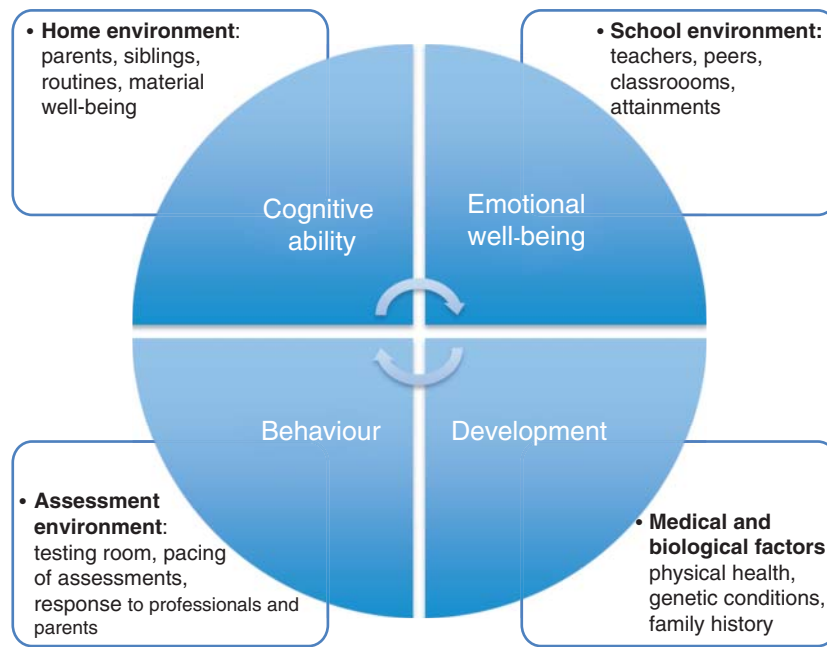 • Home environment:
parents, siblings,
routines, material
well-being
• School environment:
teachers, peers,
classroooms,
attainments
Cognitive
ability
Emotional
well-being
Behaviour
Development
• Assessment
environment:
testing room, pacing
of assessments,
response to professionals and
parents
• Medical and
biological factors
physical health,
genetic conditions,
family history